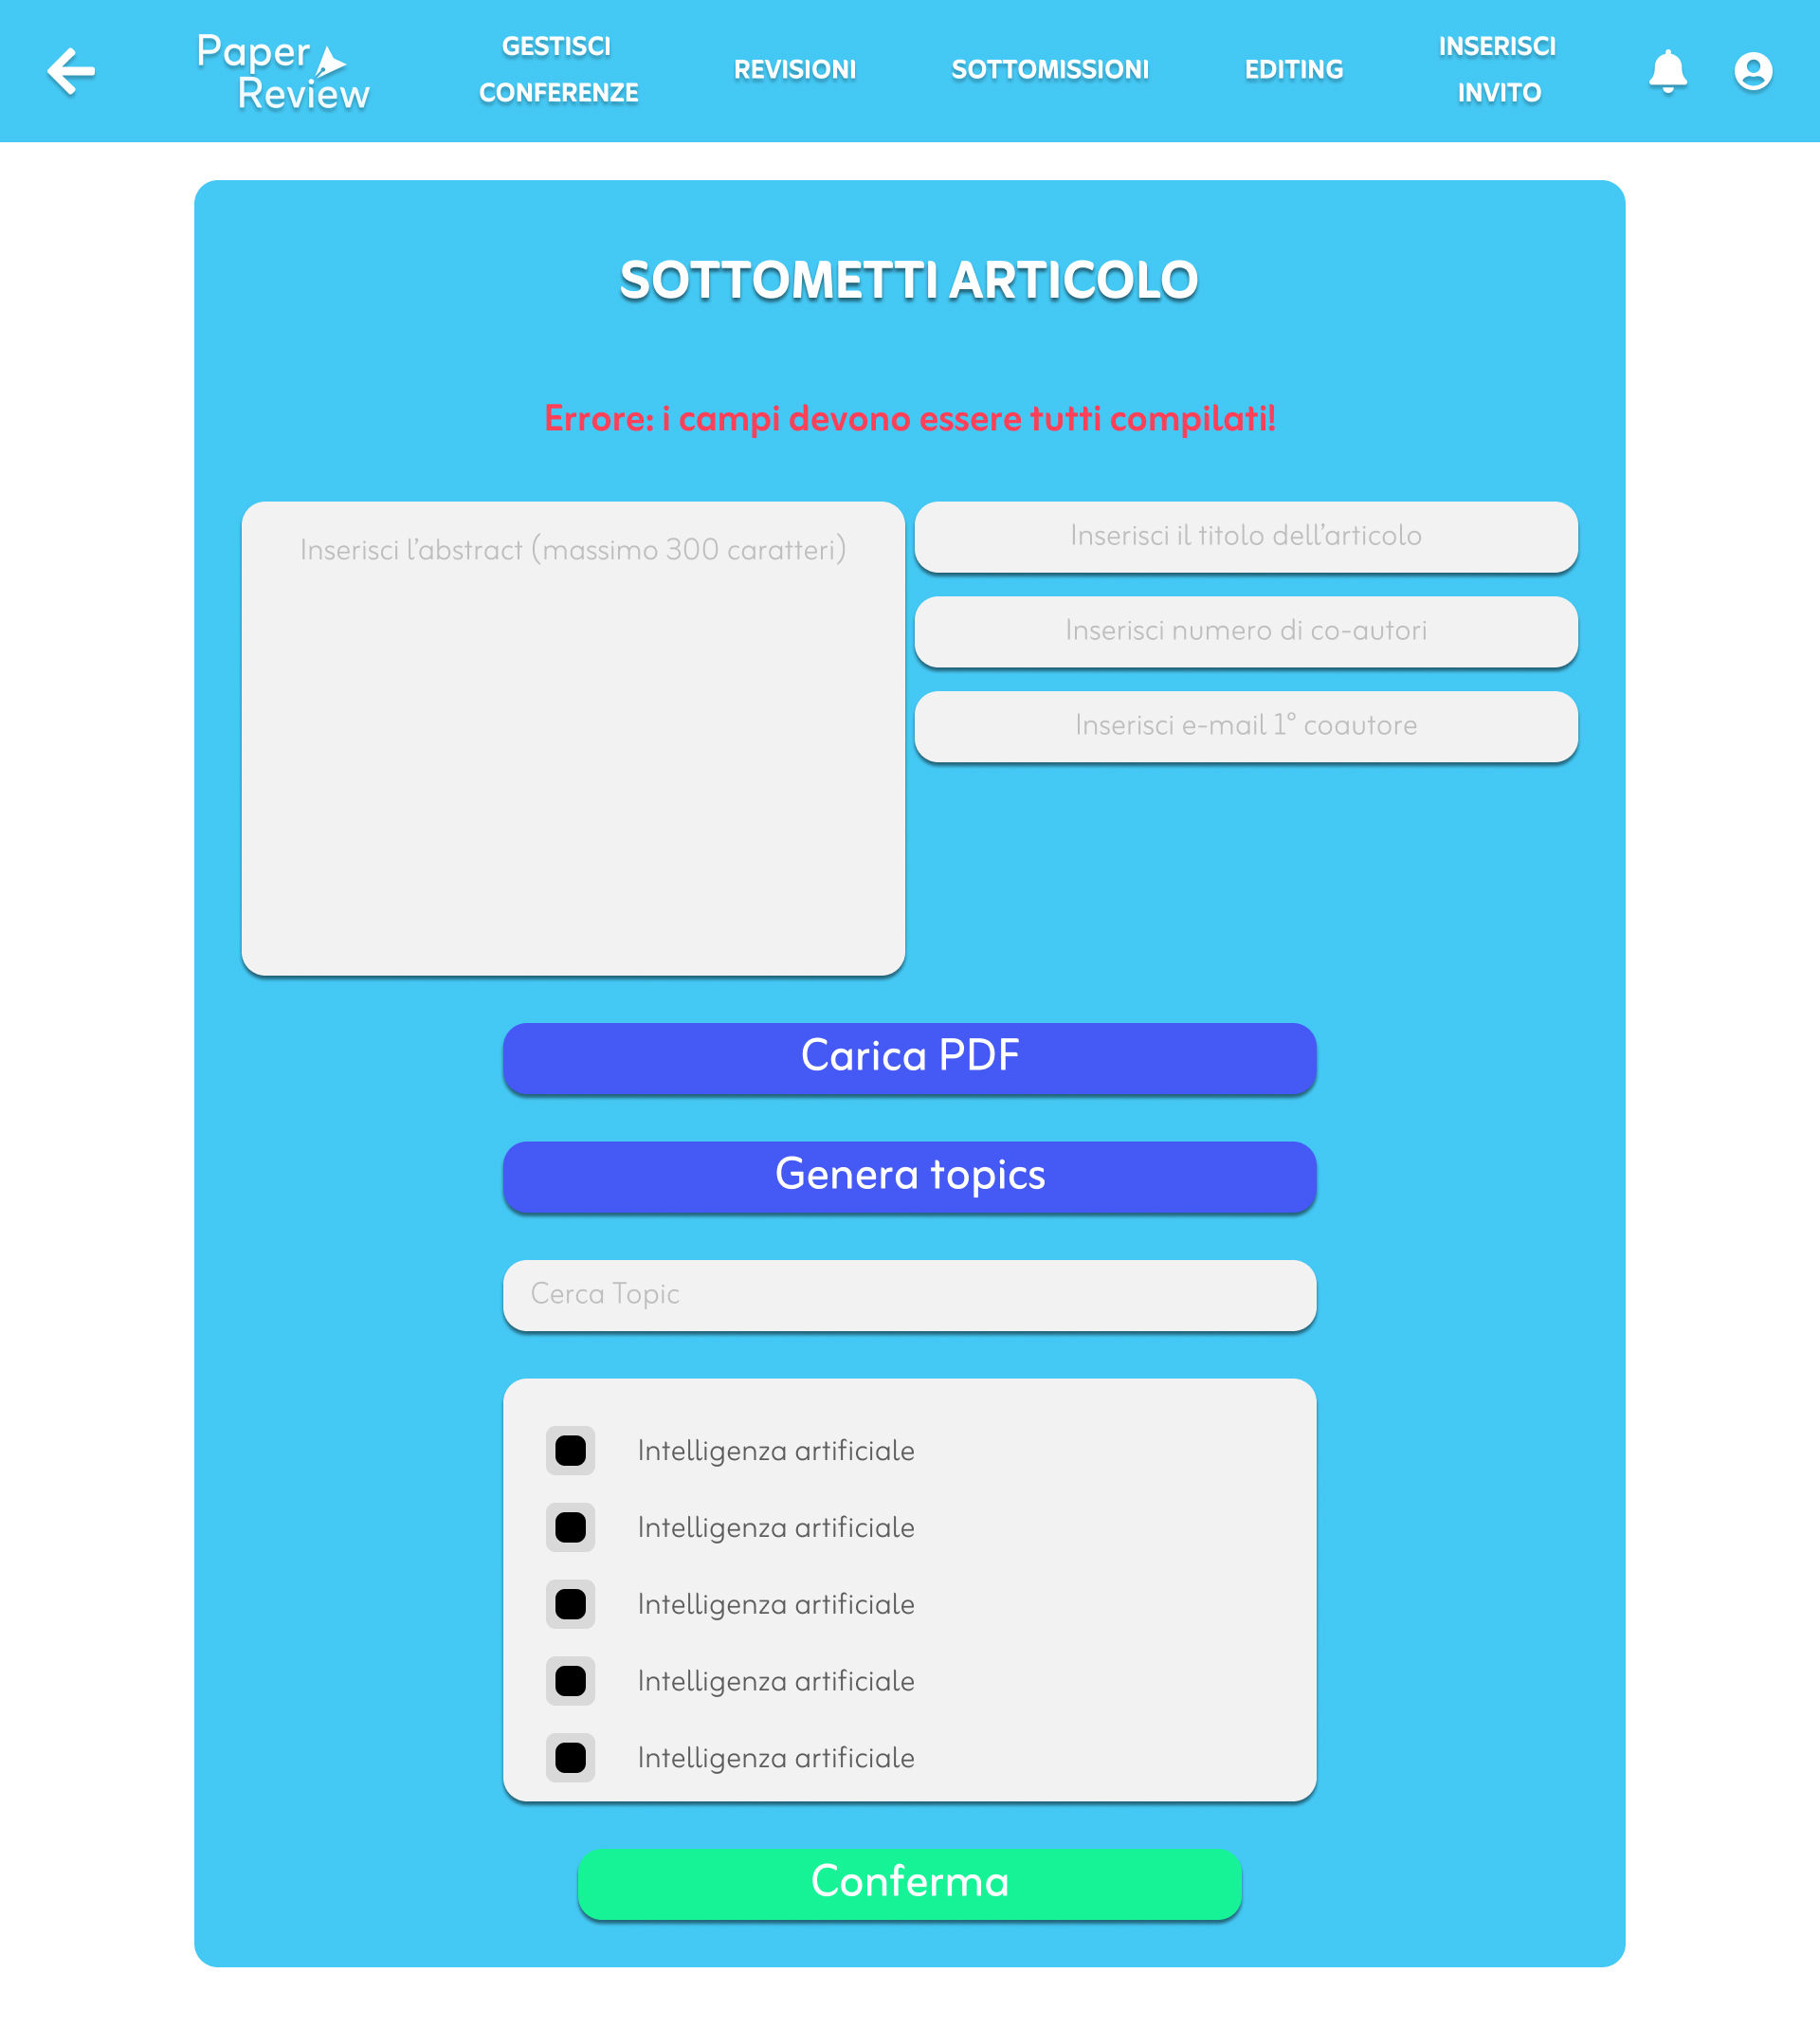 Paper
Review
GESTISCI
CONFERENZE
REVISIONI
SOTTOMISSIONI
EDITING
INSERISCI
INVITO
SOTTOMETTI ARTICOLO
Errore: i campi devono essere tutti compilati!
Inserisci l'abstract (massimo 300 caratteri)
Inserisci il titolo dell'articolo
Inserisci numero di co-autori
Inserisci e-mail 1° coautore
Carica PDF
Genera topics
Cerca Topic
Intelligenza artificiale
Intelligenza artificiale
Intelligenza artificiale
Intelligenza artificiale
Intelligenza artificiale
Conferma